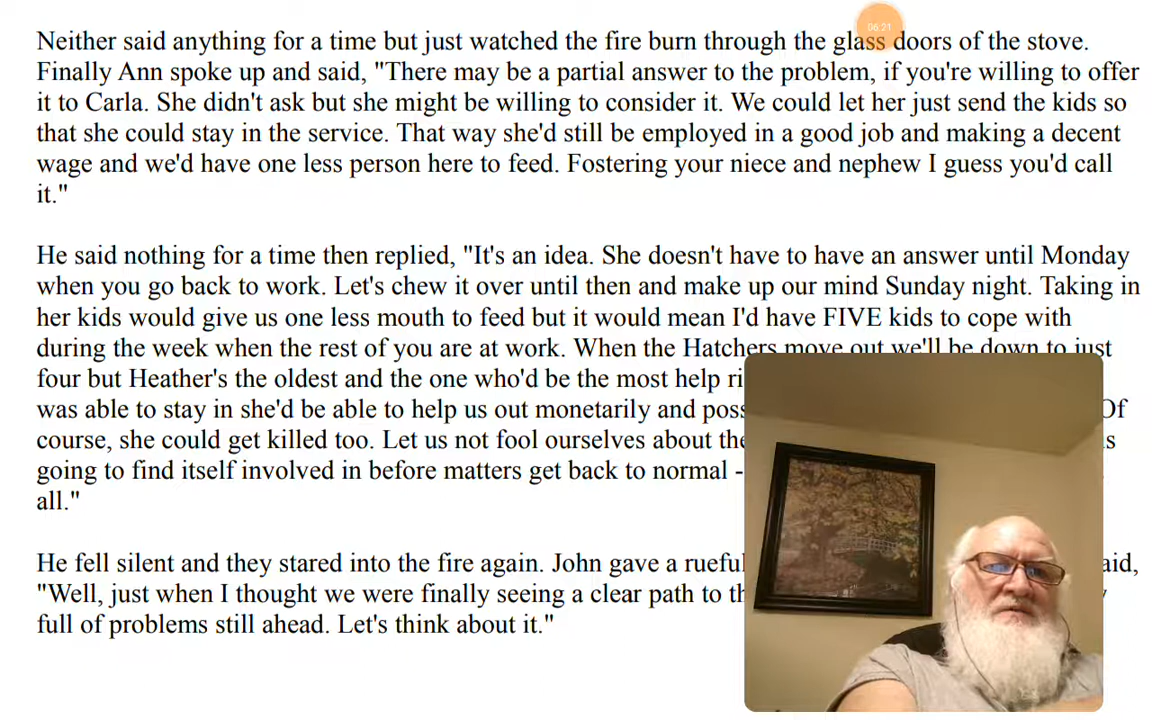 06:21
Neither said anything for a time but just watched the fire burn through the glass doors of the stove.
Finally Ann spoke up and said, "There may be a partial answer to the problem, if you're willing to offer
it to Carla. She didn't ask but she might be willing to consider it. We could let her just send the kids so
that she could stay in the service. That way she'd still be employed in a good job and making a decent
wage and we'd have one less person here to feed. Fostering your niece and nephew I guess you'd call
it."
He said nothing for a time then replied, "It's an idea. She doesn't have to have an answer until Monday
when you go back to work. Let's chew it over until then and make up our mind Sunday night. Taking in
her kids would give us one less mouth to feed but it would mean I'd have FIVE kids to cope with
during the week when the rest of you are at work. When the Hatchers move out we'll be down to just
four but Heather's the oldest and the one who'd be the most help
was able to stay in she'd be able to help us out monetarily and Of
course, she could get killed too. Let us not fool ourselves about
going to find itself involved in before matters get back to normal -
all."
He fell silent and they stared into the fire again. John gave a
"Well, just when I thought we were finally seeing a clear path to
full of problems still ahead. Let's think about it."